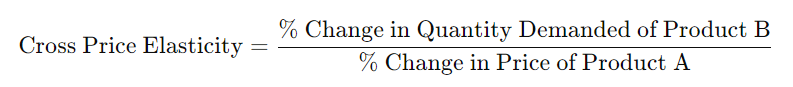 Cross Price Elasticity = % Change in Quantity Demanded of Product B
% Change in Price of Product A